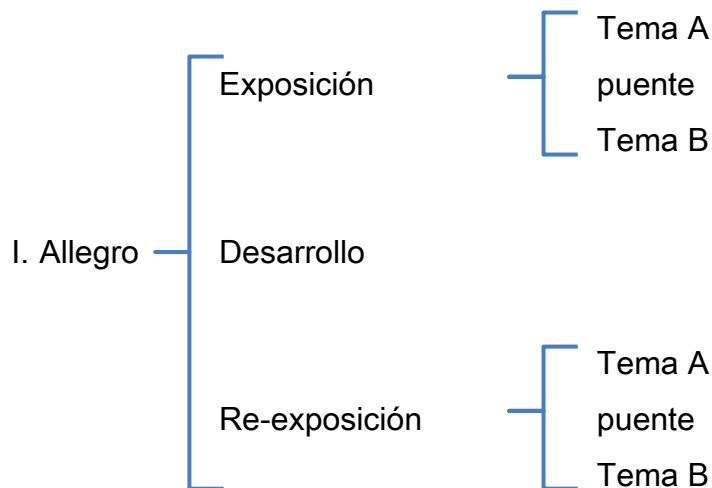 Tema A
Exposición puente
Tema B
I. Allegro Desarrollo
Tema A
Re-exposición puente
Tema B